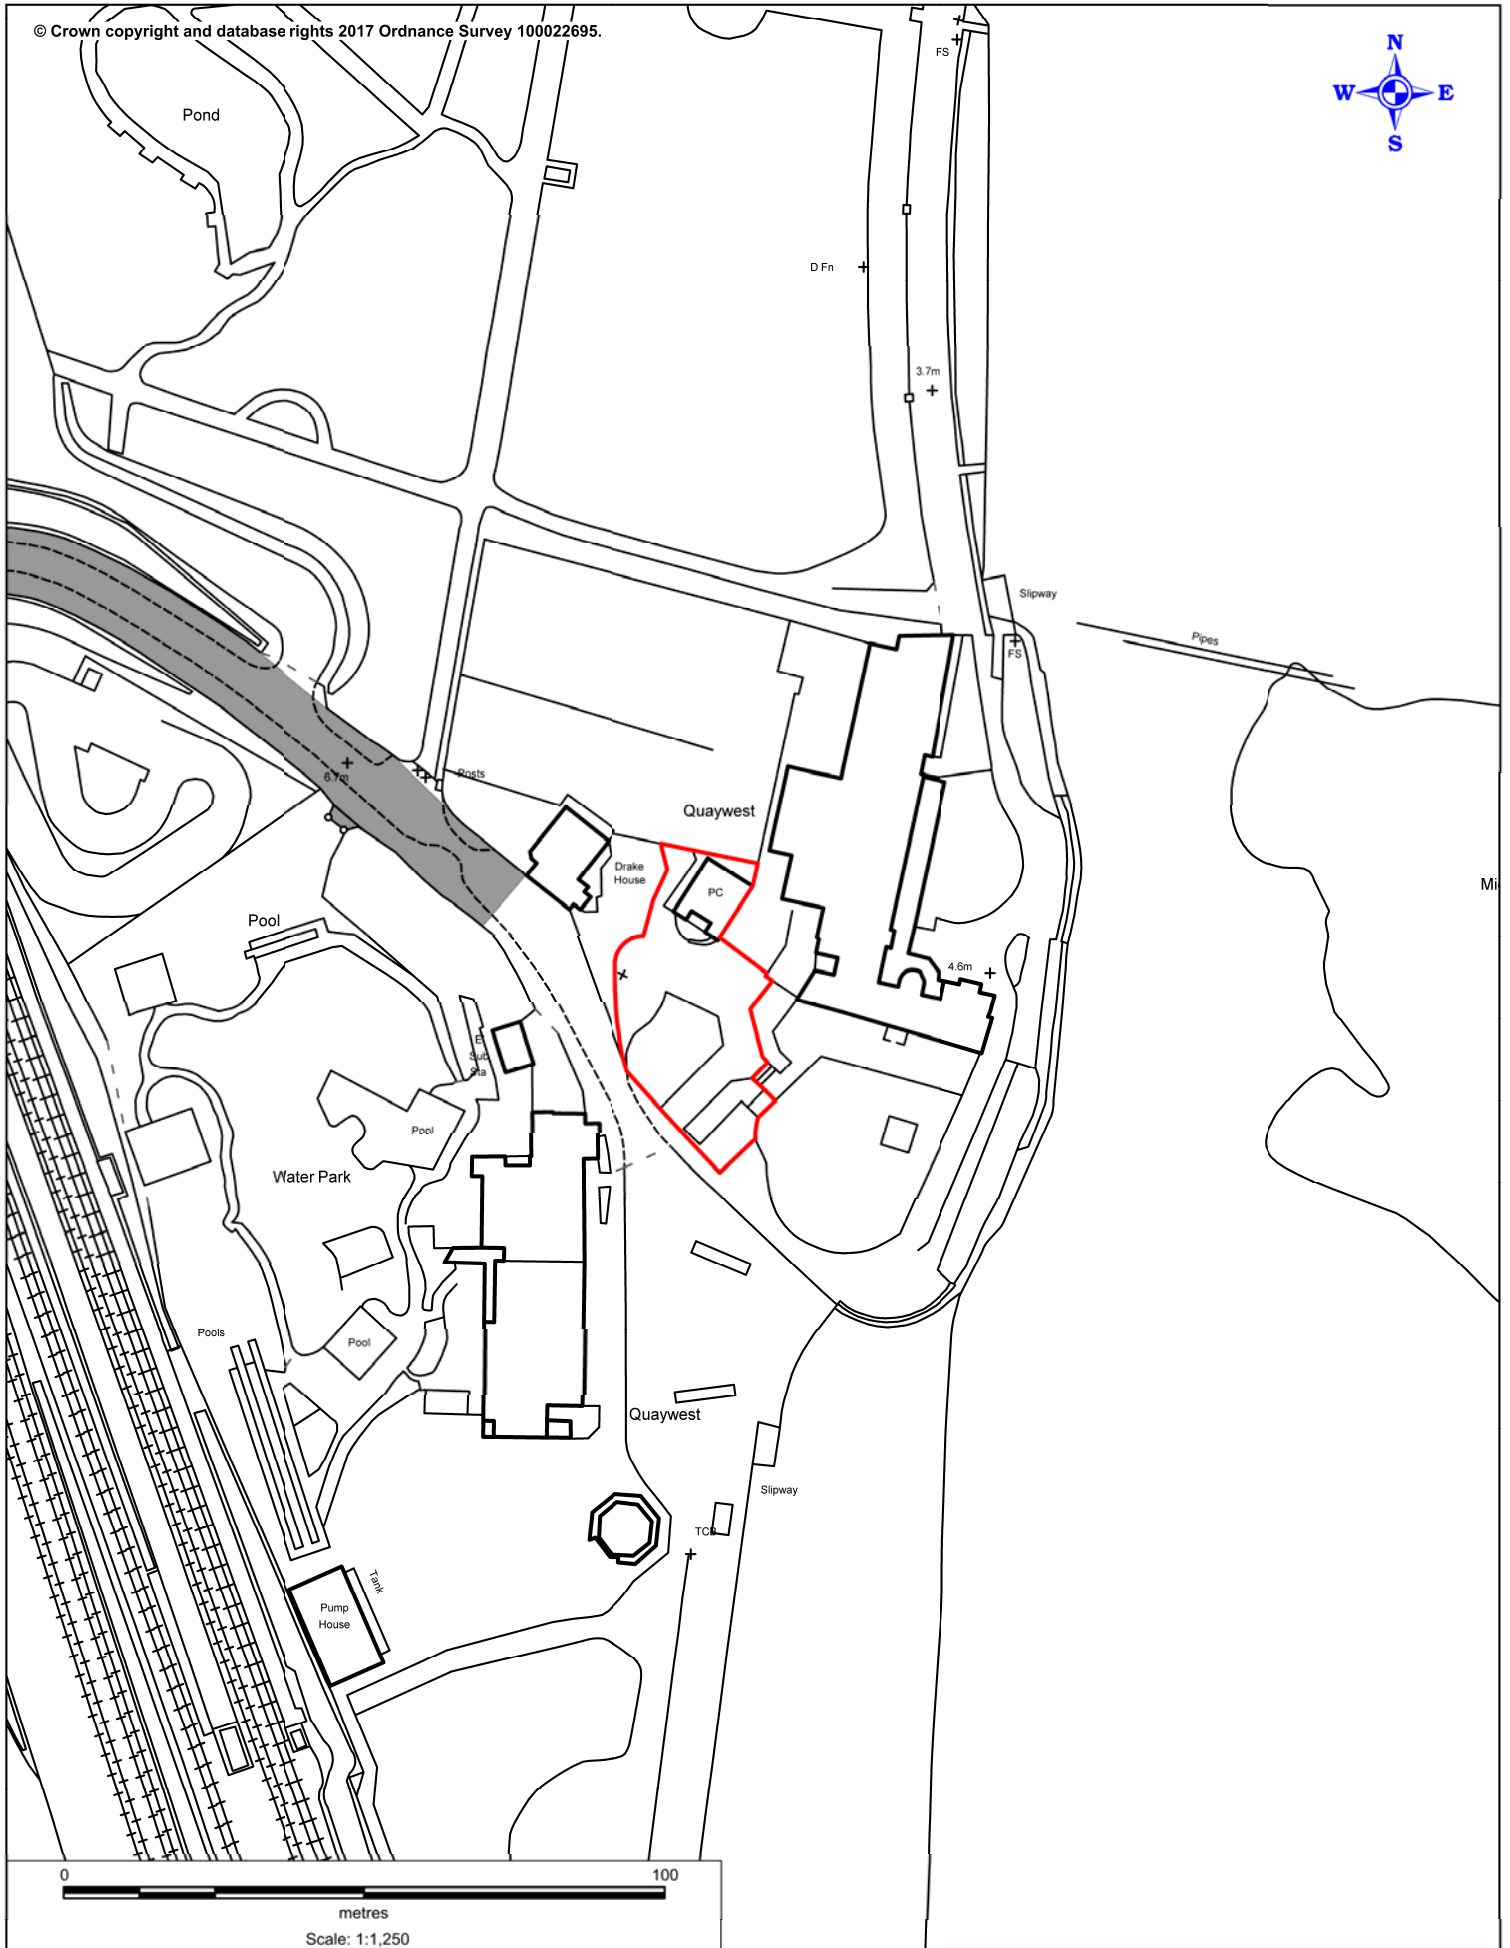 © Crown copyright and database rights 2017 Ordnance Survey 100022695.
N
W
E
S
FS
Pond
D Fn
3.7m
Slipway
Pipes
FS
6.7m
Posts
Quaywest
Drake
House
PC
Mi
Pool
4.6m
El
Sub
Sta
Pool
Water Park
Pools
Pool
Quaywest
Slipway
TCB
Tank
Pump
House
0
100
metres
Scale: 1:1,250